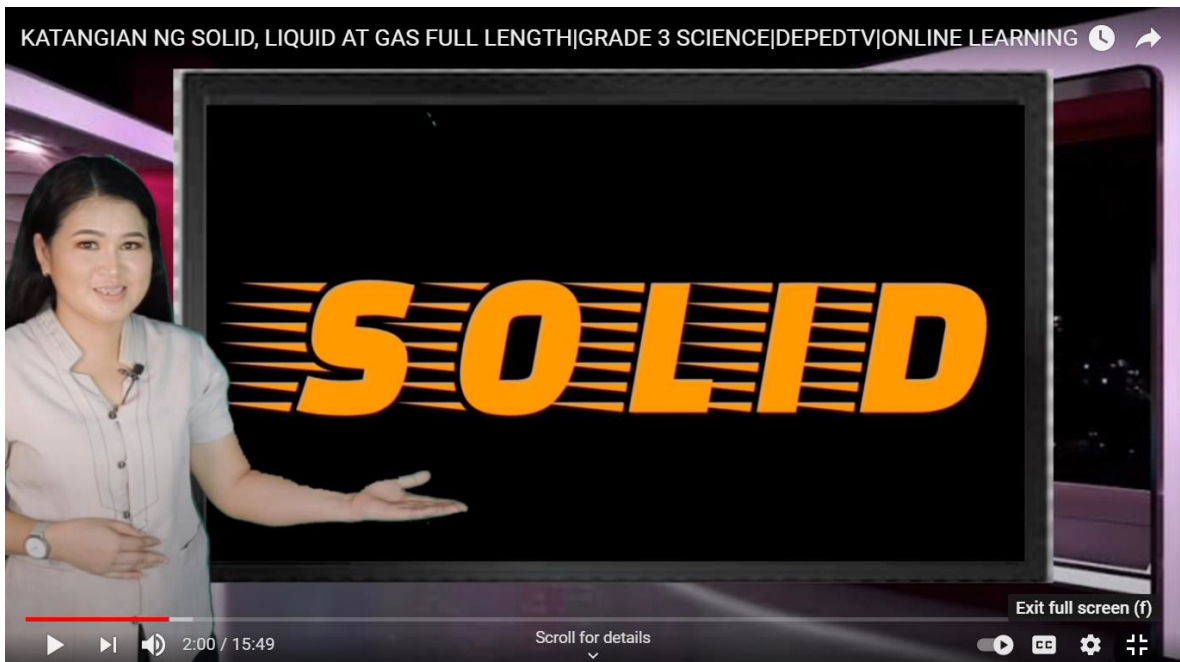 KATANGIAN NG SOLID, LIQUID AT GAS FULL LENGTH|GRADE 3 SCIENCE|DEPEDTV|ONLINE LEARNING
SOLID
Exit full screen (f)
2:00 / 15:49
Scroll for details
CC